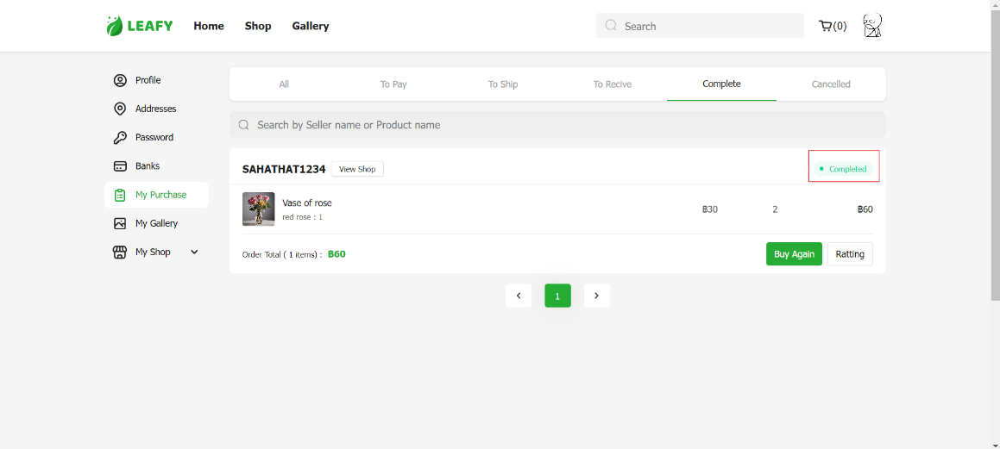 LEAFY Home Shop Gallery Search (0)
Profile
Addresses
Password
Banks
My Purchase
My Gallery
My Shop
All To Pay To Ship To Recive Complete Cancelled
Search by Seller name or Product name
SAHATHAT1234 View Shop Completed
Vase of rose ฿30 2 ฿60
red rose : 1
Order Total ( 1 items) : ฿60 Buy Again Ratting
1